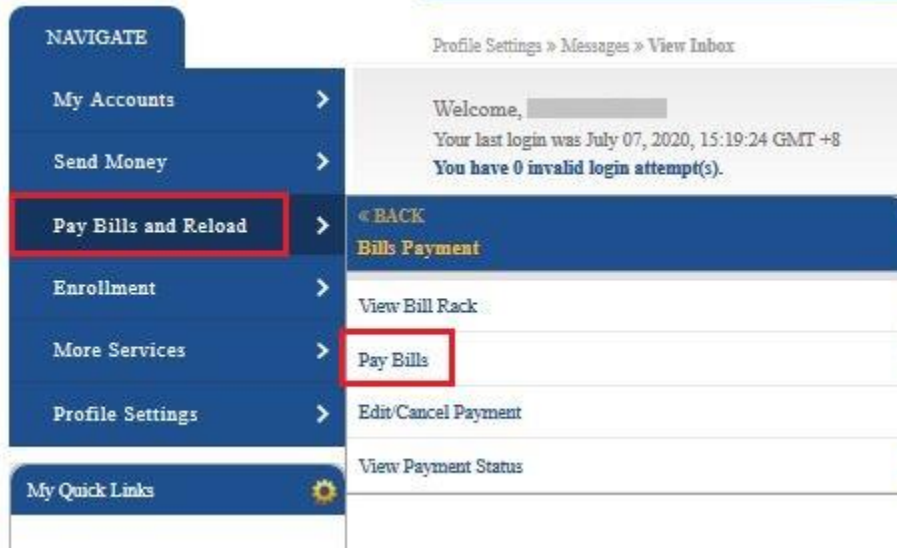 NAVIGATE
My Accounts
Send Money
Pay Bills and Reload
Enrollment
More Services
Profile Settings
My Quick Links
Profile Settings » Messages » View Inbox
Welcome,
Your last login was July 07, 2020, 15:19:24 GMT +8
You have 0 invalid login attempt(s).
« BACK
Bills Payment
View Bill Rack
Pay Bills
Edit/Cancel Payment
View Payment Status